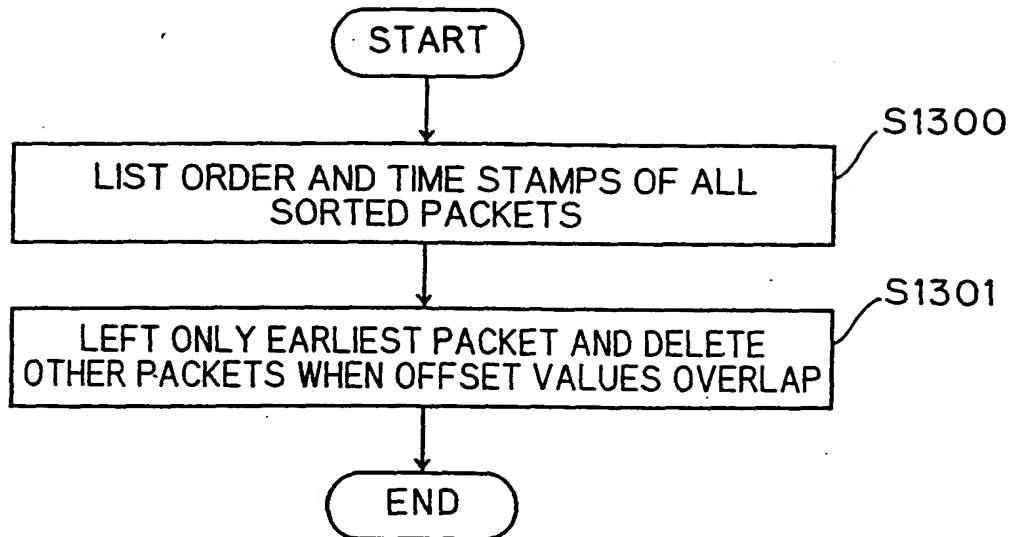 START
S1300
LIST ORDER AND TIME STAMPS OF ALL
SORTED PACKETS
S1301
LEFT ONLY EARLIEST PACKET AND DELETE
OTHER PACKETS WHEN OFFSET VALUES OVERLAP
END